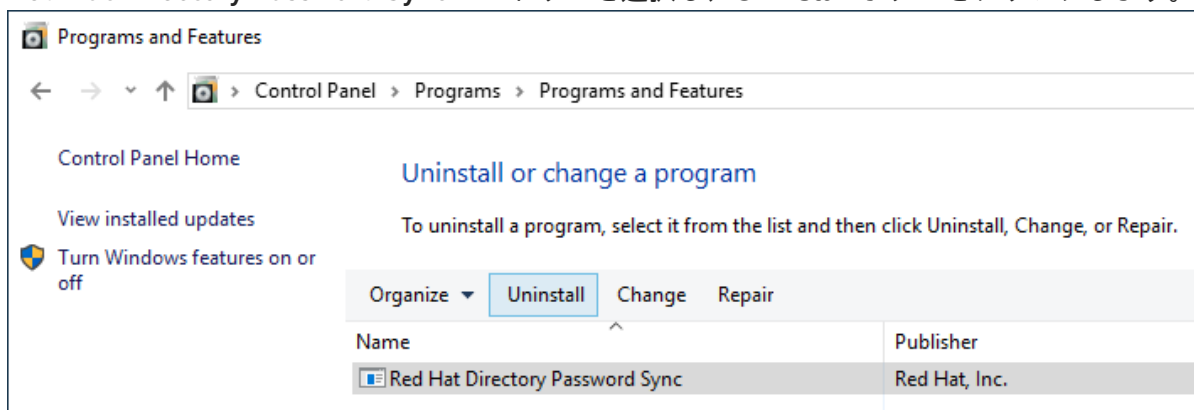 Programs and Features
Control Panel > Programs > Programs and Features
Control Panel Home
View installed updates
Turn Windows features on or
off
Uninstall or change a program
To uninstall a program, select it from the list and then click Uninstall, Change, or Repair.
Organize Uninstall Change Repair
Name Publisher
Red Hat Directory Password Sync Red Hat, Inc.